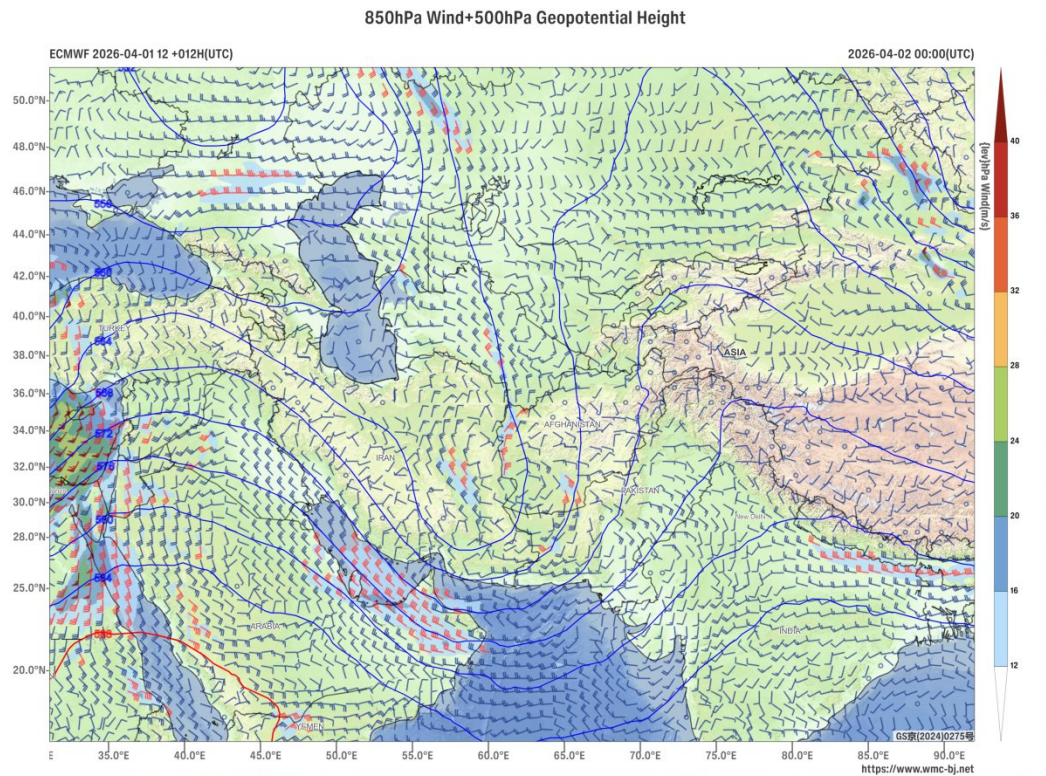 850hPa Wind+500hPa Geopotential Height
ECMWF 2026-04-01 12 +012H(UTC)
2026-04-02 00:00(UTC)
50.0°N
48.0°N
46.0°N
44.0°N
42.0°N
40.0°N
38.0°N
36.0°N
34.0°N
32.0°N
30.0°N
28.0°N
25.0°N
20.0°N
556
560
564
568
572
576
580
584
588
TURKEY
ASIA
AFGHANISTAN
IRAN
PAKISTAN
New Delhi
ARABIA
INDIA
YEMEN
40
36
32
28
24
20
16
12
{lev}hPa Wind(m/s)
GS京(2024)0275号
35.0°E
40.0°E
45.0°E
50.0°E
55.0°E
60.0°E
65.0°E
70.0°E
75.0°E
80.0°E
85.0°E
90.0°E
https://www.wmc-bj.net